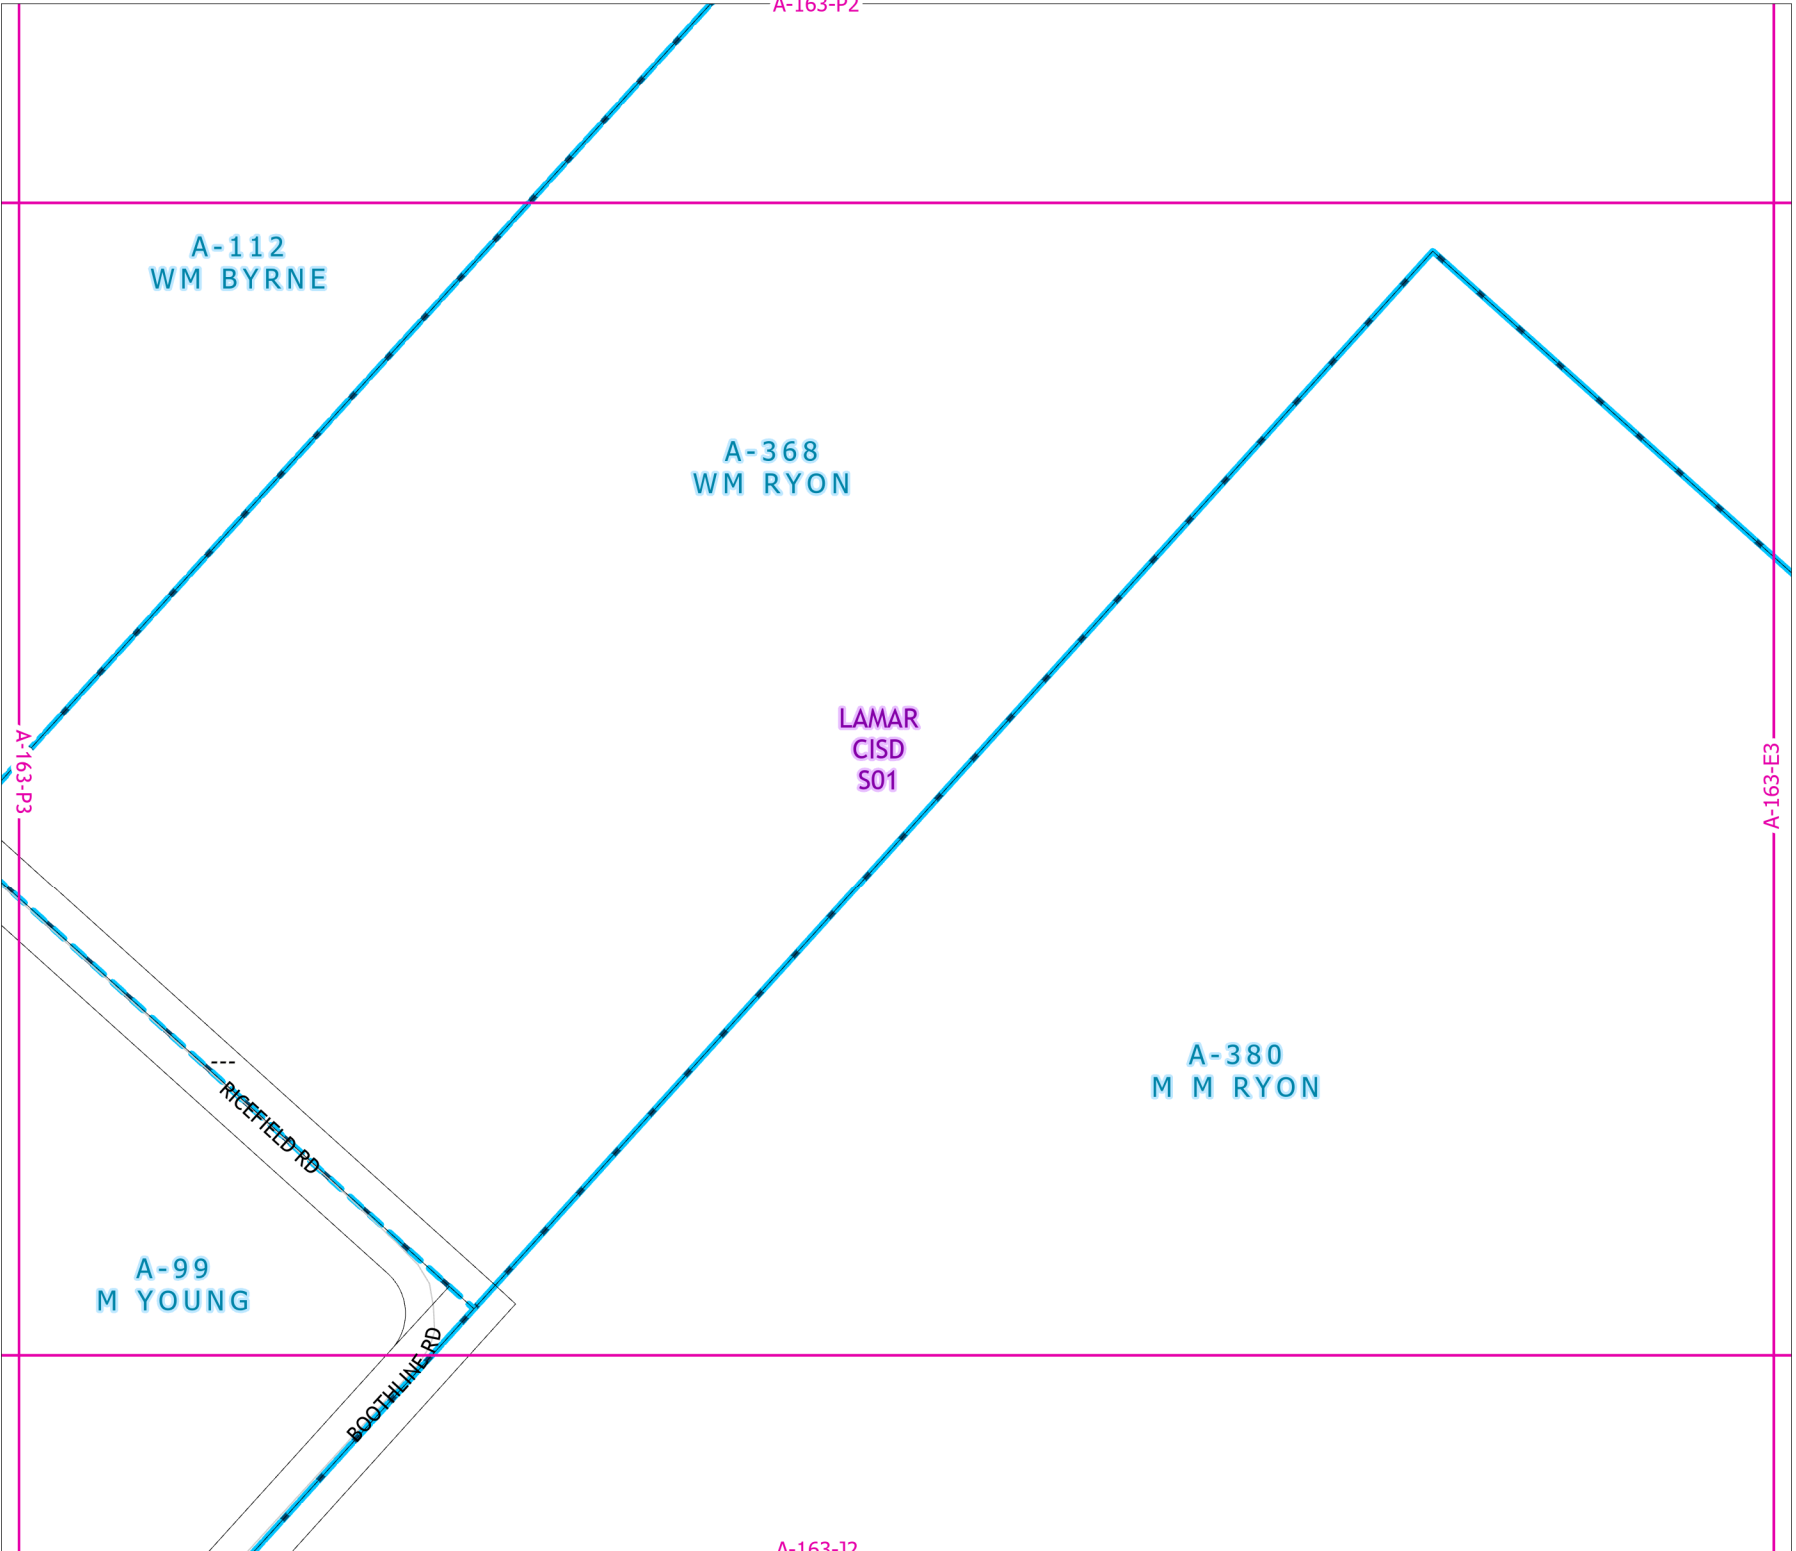 A-163-P2
A-112
WM BYRNE
A-368
WM RYON
LAMAR
CISD
S01
A-163-P3
A-163-E3
---
RICEFIELD RD
A-380
M M RYON
A-99
M YOUNG
BOOTHLINE RD
A-163-J2